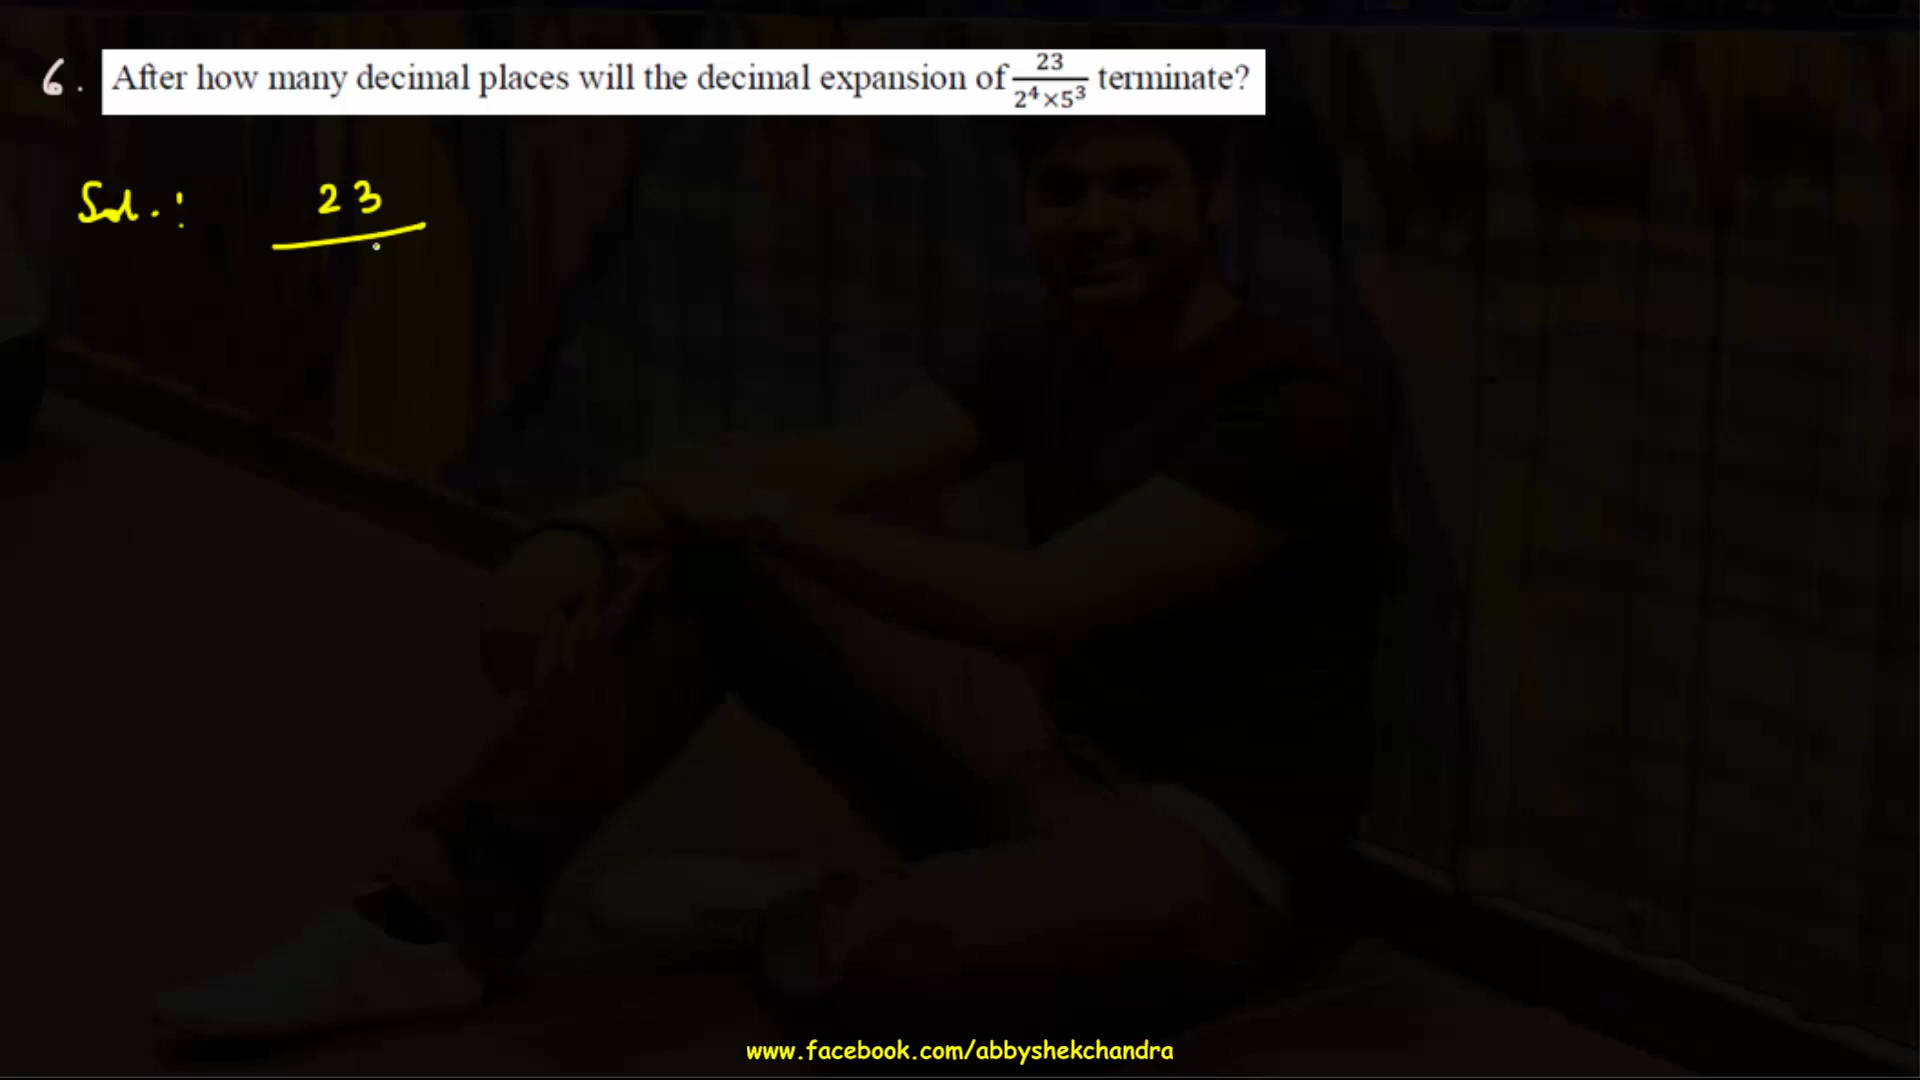 6. After how many decimal places will the decimal expansion of 23/2⁴×5³ terminate?
Sol. :
23
www.facebook.com/abbyshekchandra